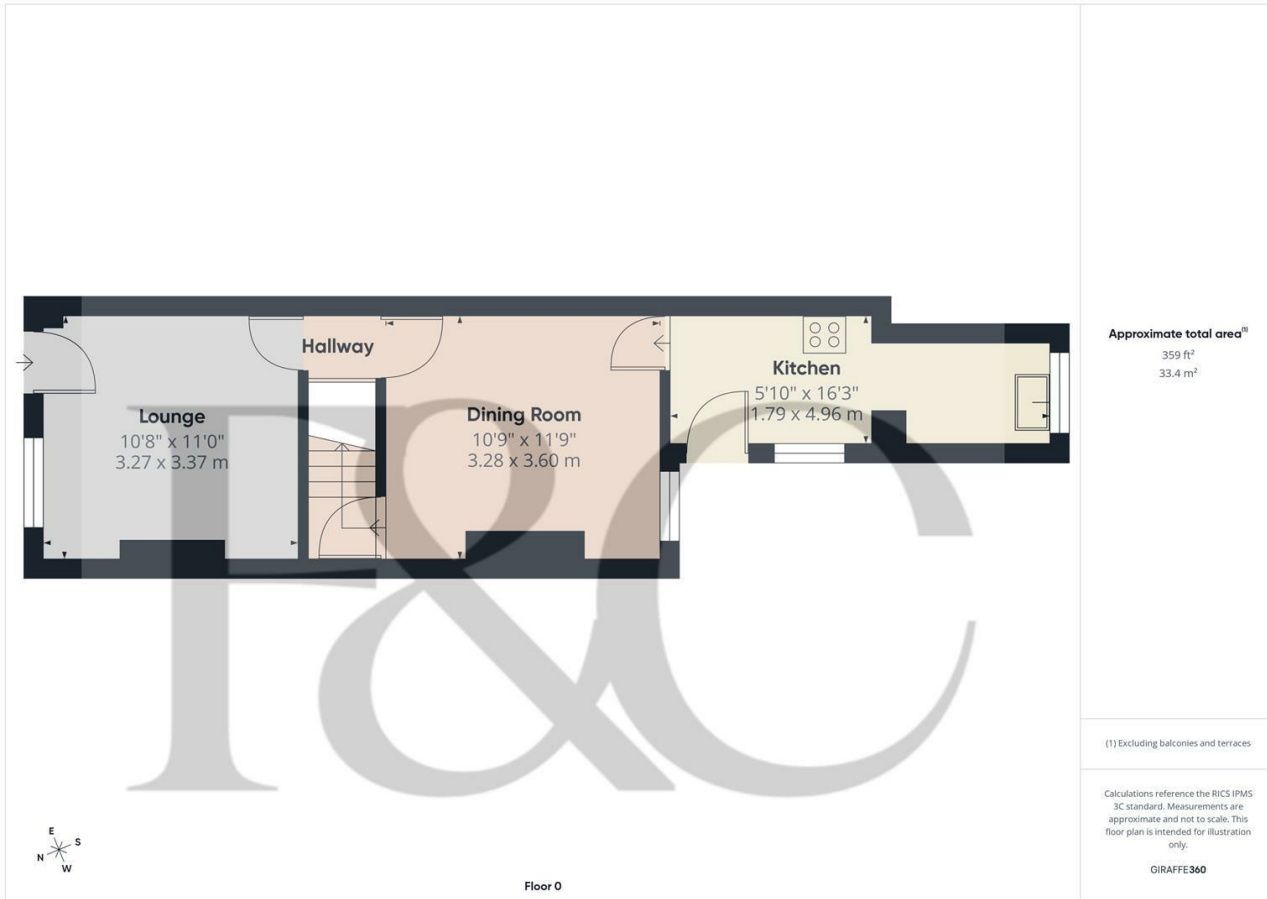 Hallway
Lounge
10'8" x 11'0"
3.27 x 3.37 m
Dining Room
10'9" x 11'9"
3.28 x 3.60 m
Kitchen
5'10" x 16'3"
1.79 x 4.96 m
F&C
Approximate total area⁽¹⁾
359 ft²
33.4 m²
(1) Excluding balconies and terraces
Calculations reference the RICS IPMS
3C standard. Measurements are
approximate and not to scale. This
floor plan is intended for illustration
only.
GIRAFFE360
E
S
N
W
Floor 0